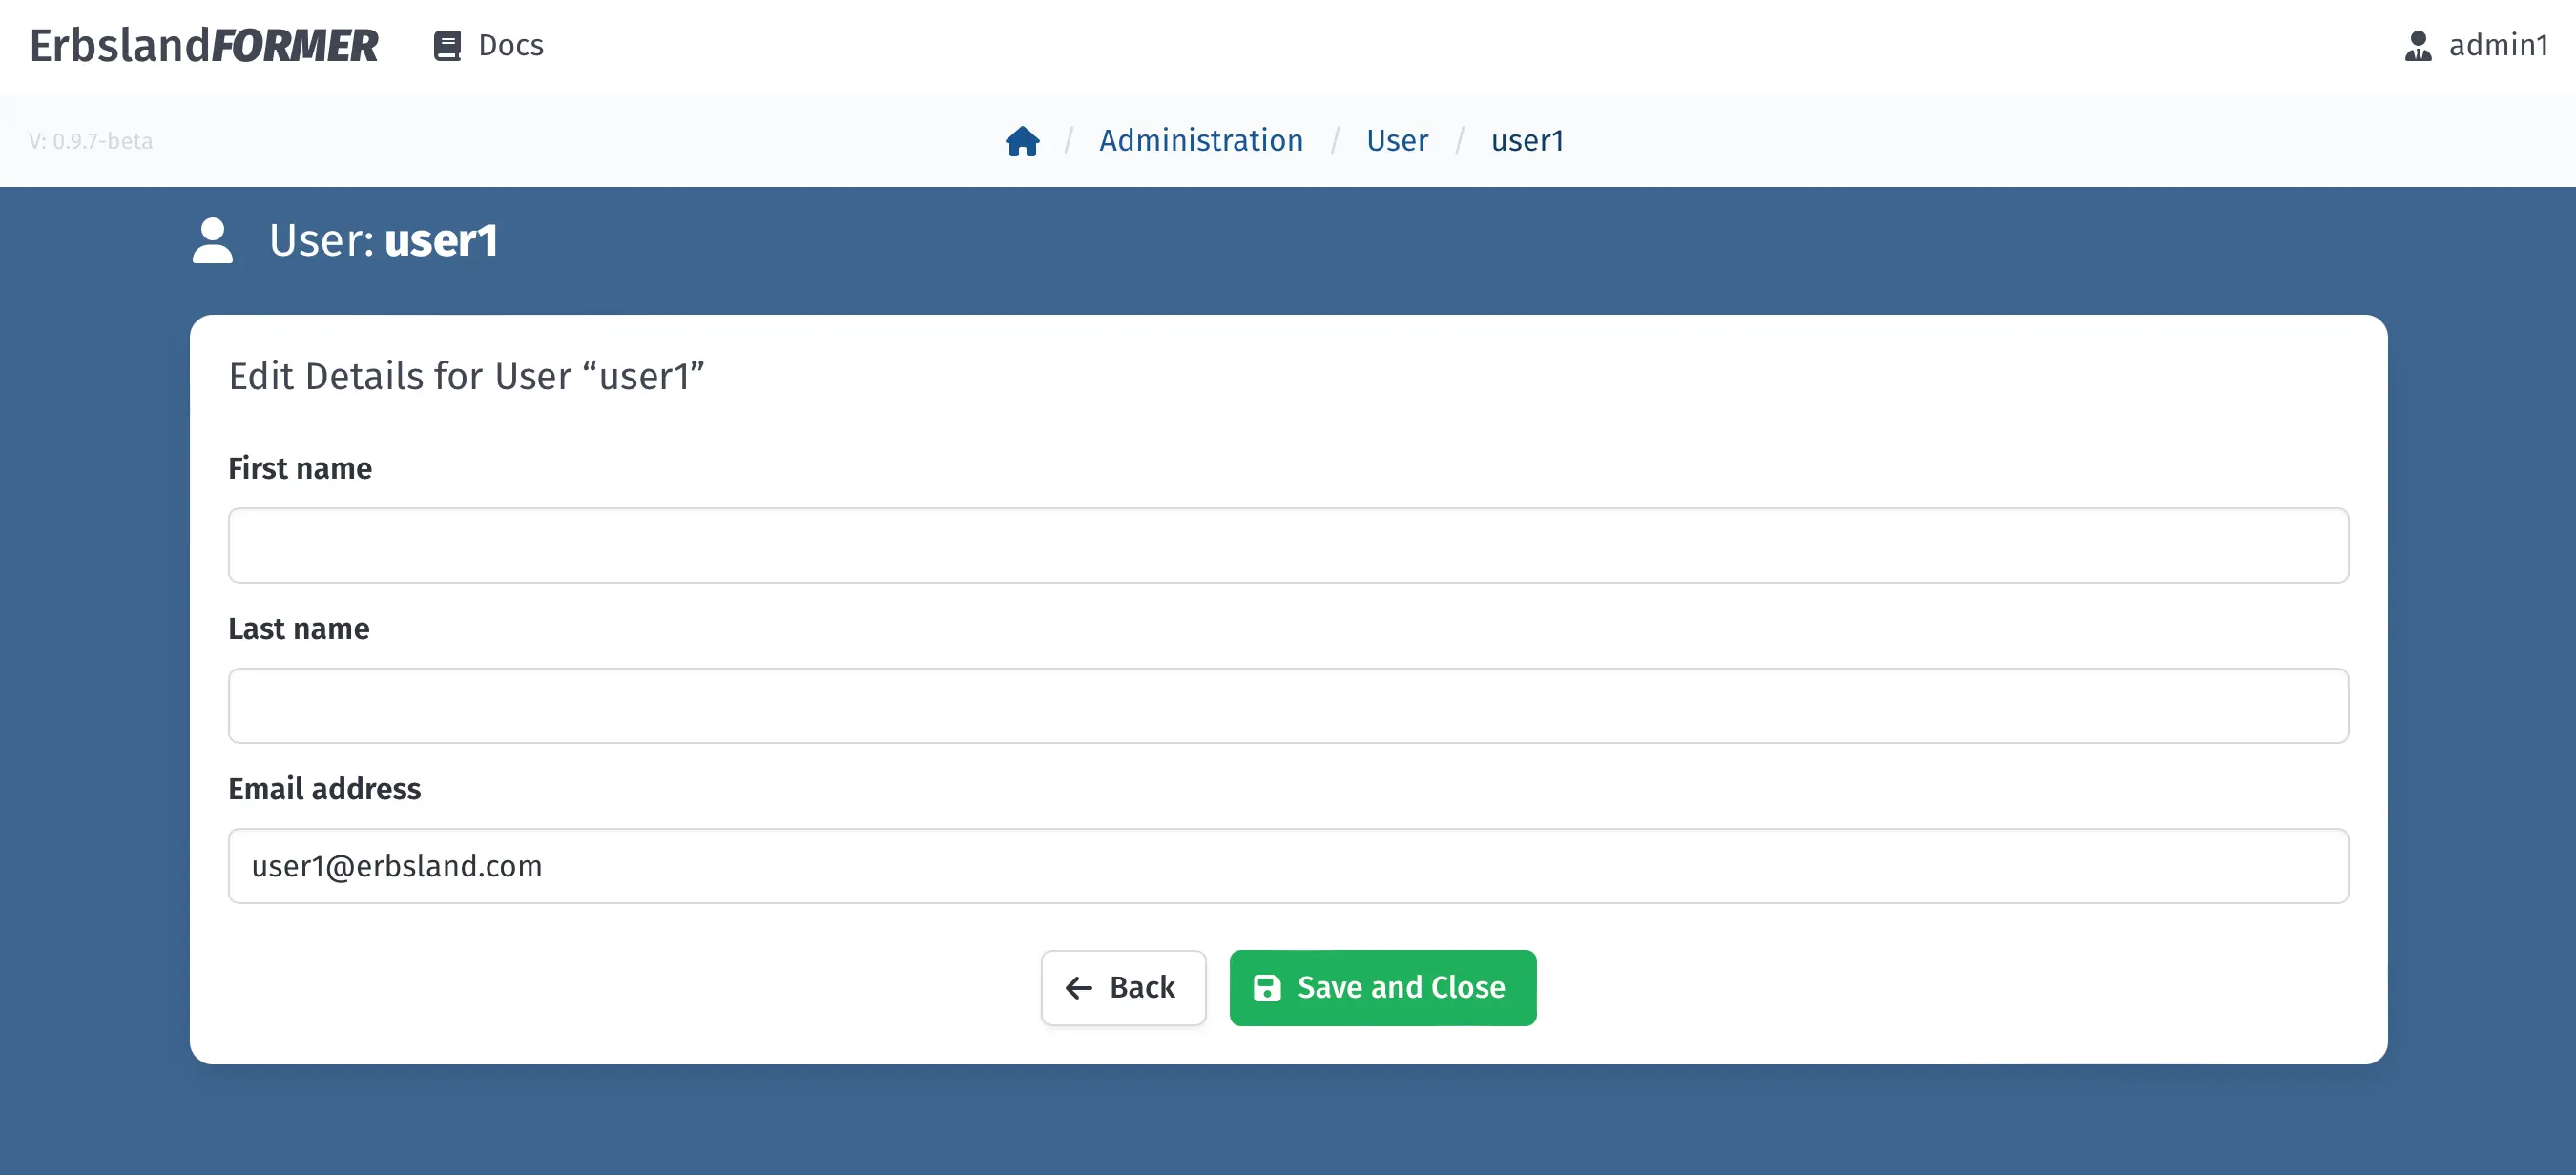 ErbslandFORMER Docs admin1
V: 0.9.7-beta / Administration / User / user1
User: user1
Edit Details for User “user1”
First name
Last name
Email address
user1@erbsland.com
Back Save and Close